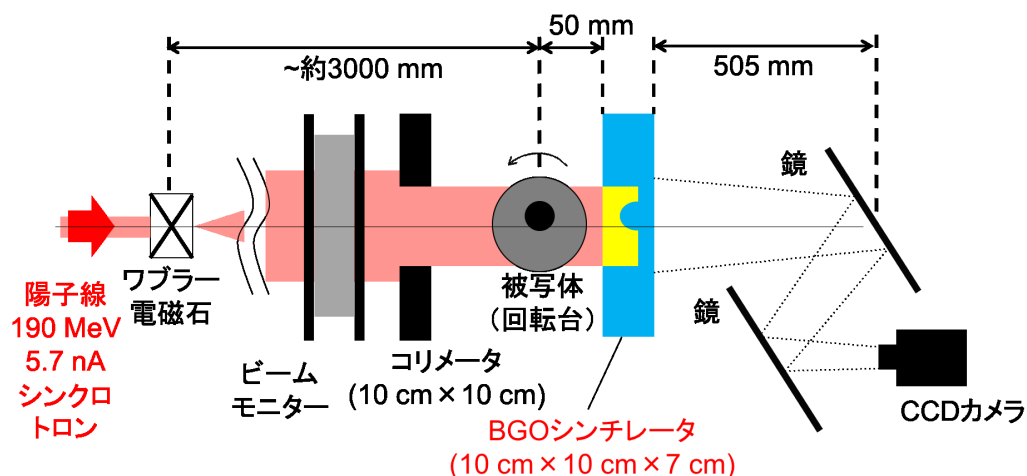 50 mm
~約3000 mm
505 mm
鏡
陽子線
190 MeV
5.7 nA
シンクロ
トロン
ワブラー
電磁石
ビーム
モニター
コリメータ
(10 cm×10 cm)
被写体
（回転台）
BGOシンチレータ
(10 cm×10 cm×7 cm)
鏡
CCDカメラ